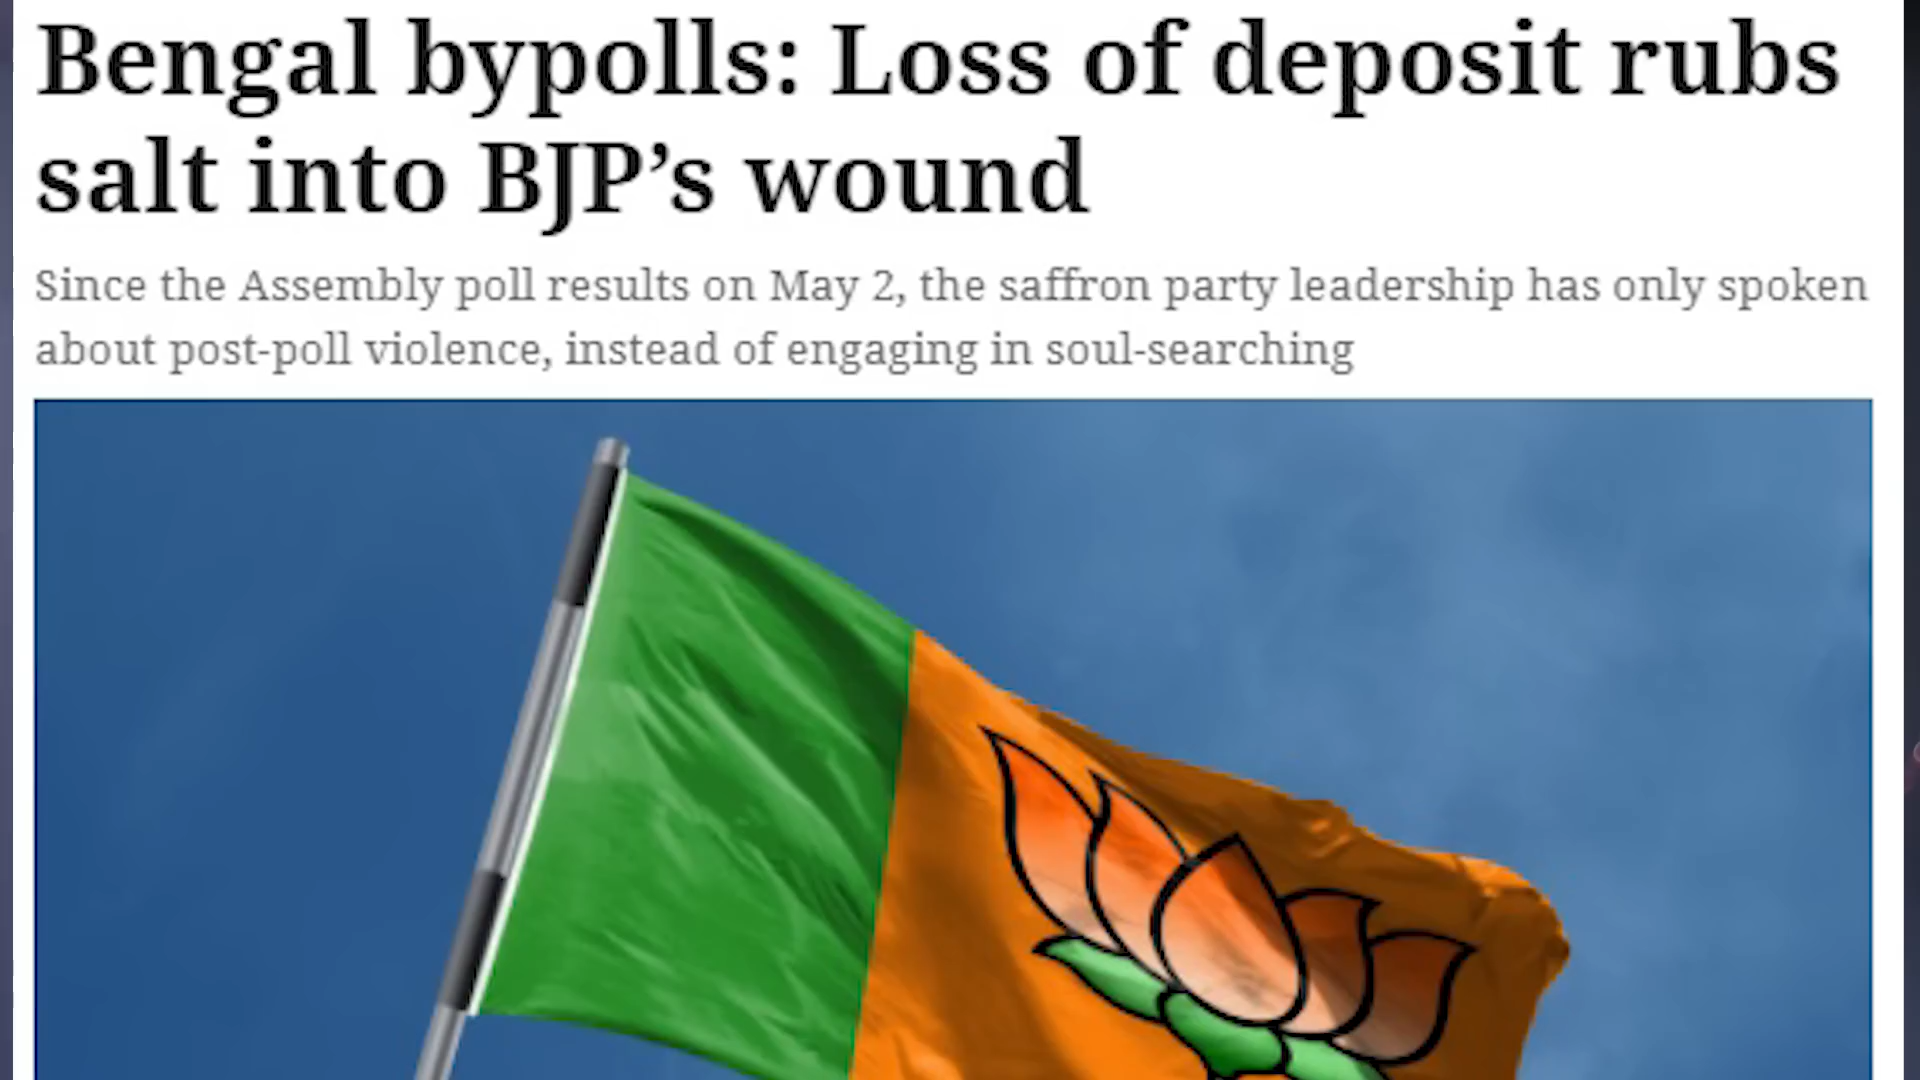 Bengal bypolls: Loss of deposit rubs
salt into BJP’s wound
Since the Assembly poll results on May 2, the saffron party leadership has only spoken
about post-poll violence, instead of engaging in soul-searching